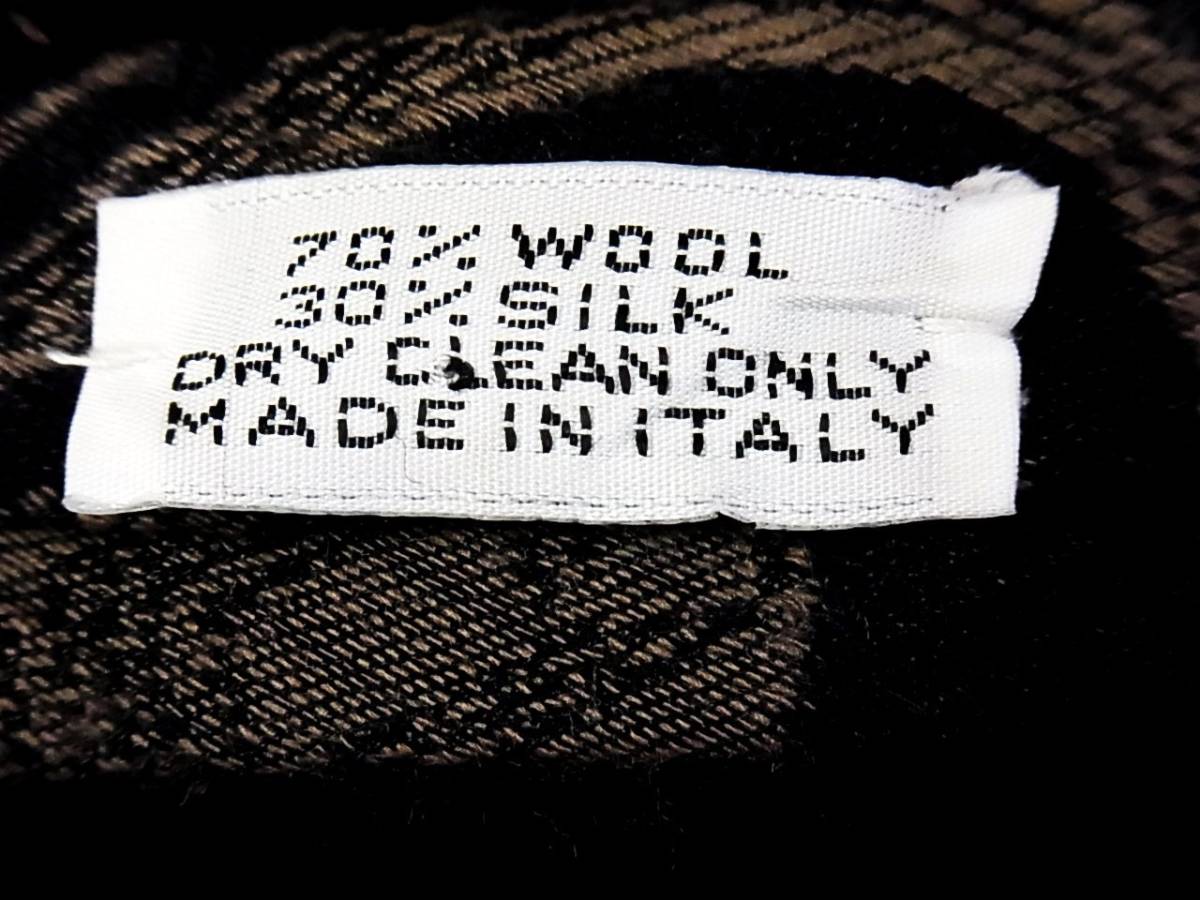 70% WOOL
30% SILK
DRY CLEAN ONLY
MADE IN ITALY